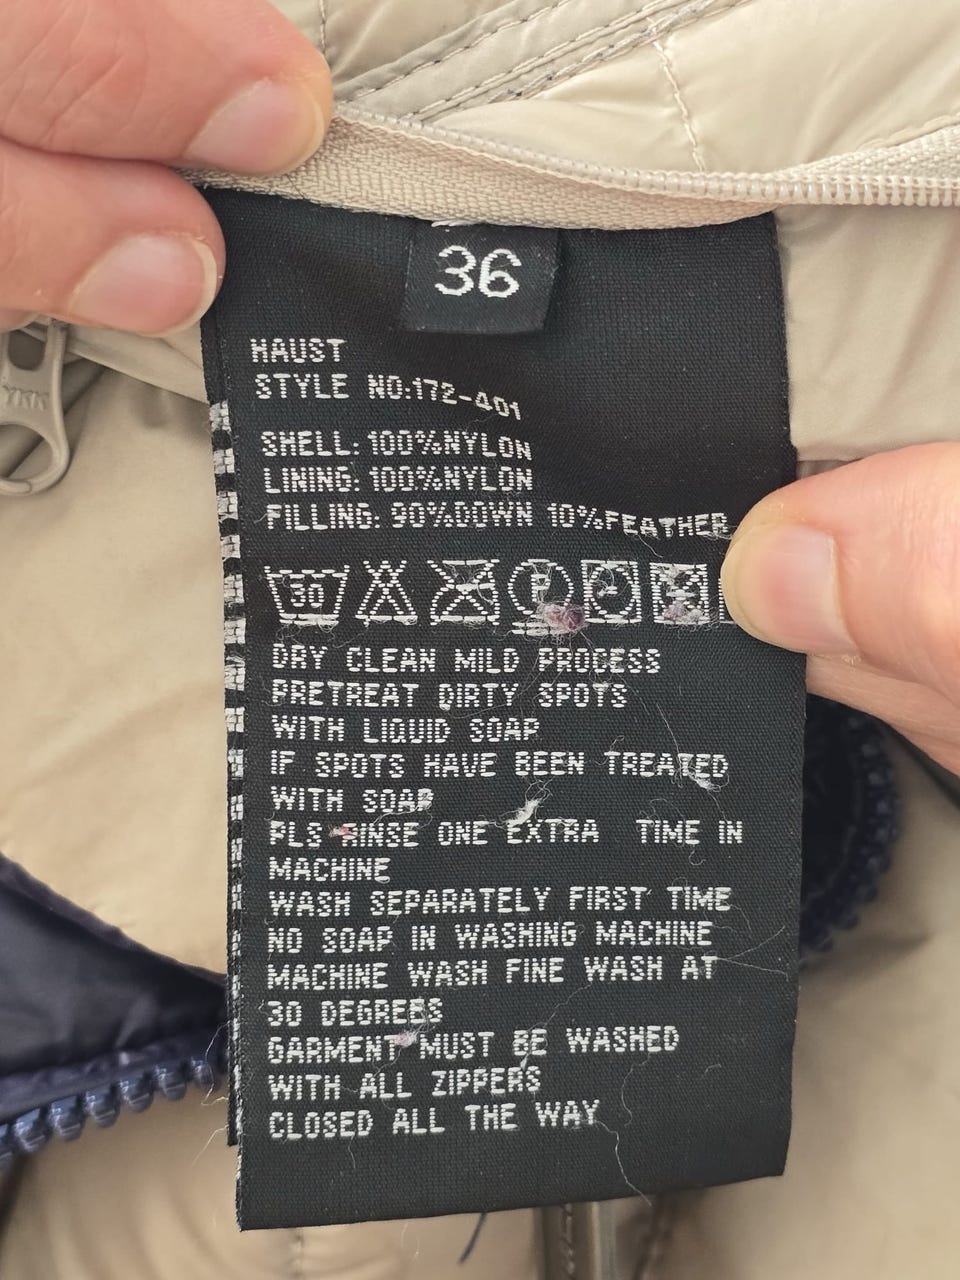 36
HAUST
STYLE NO:172-401
SHELL: 100%NYLON
LINING: 100%NYLON
FILLING: 90%DOWN 10%FEATHER
30 P
DRY CLEAN MILD PROCESS
PRETREAT DIRTY SPOTS
WITH LIQUID SOAP
IF SPOTS HAVE BEEN TREATED
WITH SOAP
PLS RINSE ONE EXTRA TIME IN
MACHINE
WASH SEPARATELY FIRST TIME
NO SOAP IN WASHING MACHINE
MACHINE WASH FINE WASH AT
30 DEGREES
GARMENT MUST BE WASHED
WITH ALL ZIPPERS
CLOSED ALL THE WAY
YKK